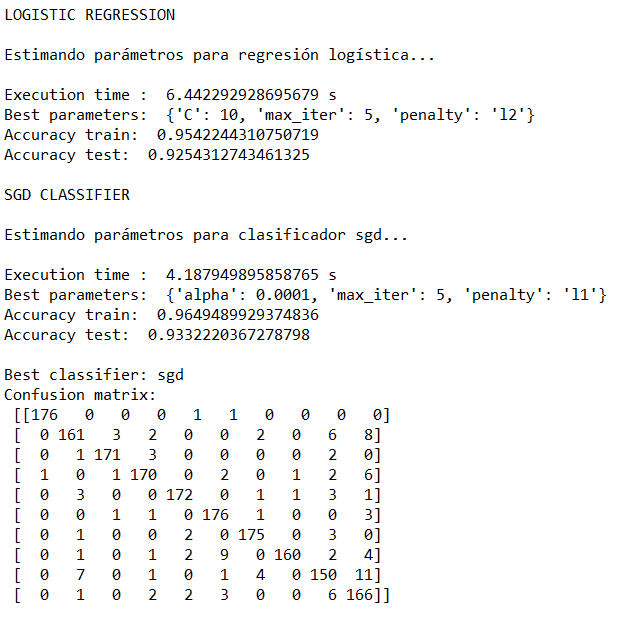 LOGISTIC REGRESSION
Estimando parámetros para regresión logística...
Execution time :  6.442292928695679 s
Best parameters:  {'C': 10, 'max_iter': 5, 'penalty': 'l2'}
Accuracy train:  0.9542244310750719
Accuracy test:  0.9254312743461325
SGD CLASSIFIER
Estimando parámetros para clasificador sgd...
Execution time :  4.187949895858765 s
Best parameters:  {'alpha': 0.0001, 'max_iter': 5, 'penalty': 'l1'}
Accuracy train:  0.9649489929374836
Accuracy test:  0.9332220367278798
Best classifier: sgd
Confusion matrix:
[[176   0   0   0   1   1   0   0   0   0]
[  0 161   3   2   0   0   2   0   6   8]
[  0   1 171   3   0   0   0   0   2   0]
[  1   0   1 170   0   2   0   1   2   6]
[  0   3   0   0 172   0   1   1   3   1]
[  0   0   1   1   0 176   1   0   0   3]
[  0   1   0   0   2   0 175   0   3   0]
[  0   1   0   1   2   9   0 160   2   4]
[  0   7   0   1   0   1   4   0 150  11]
[  0   1   0   2   2   3   0   0   6 166]]